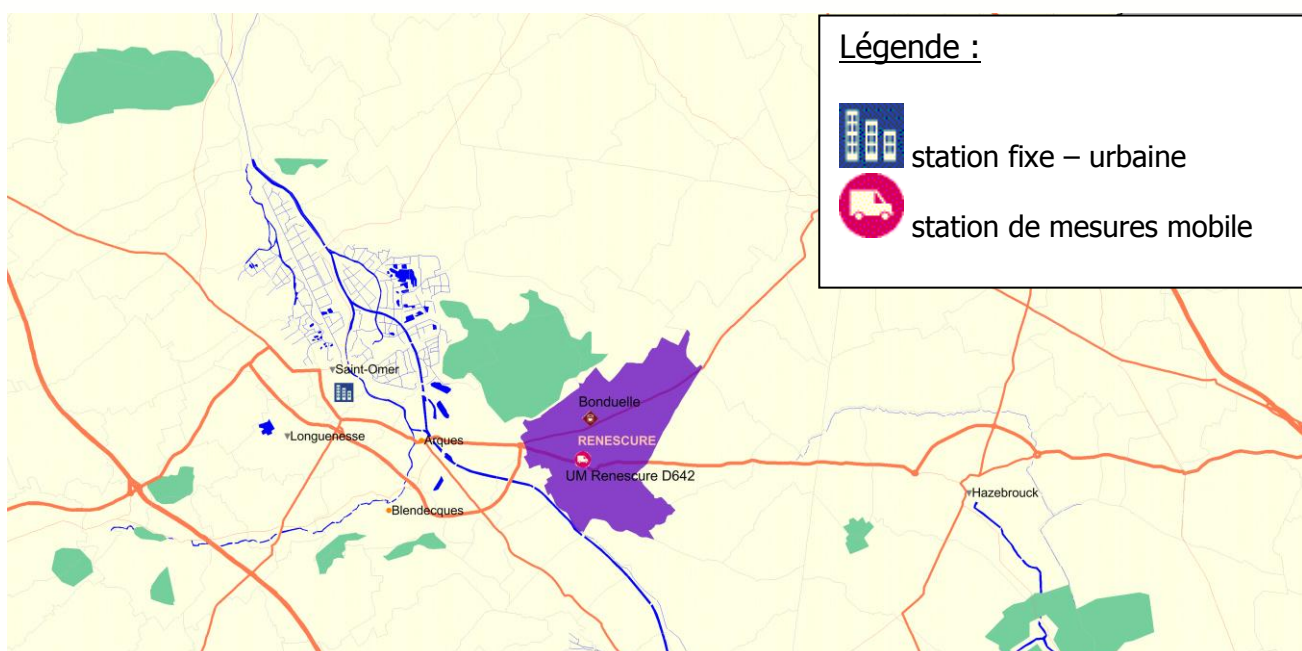 Légende :
station fixe – urbaine
station de mesures mobile
Saint-Omer
Bonduelle
Longuenesse
Arques
RENESCURE
UM Renescure D642
Hazebrouck
Blendecques